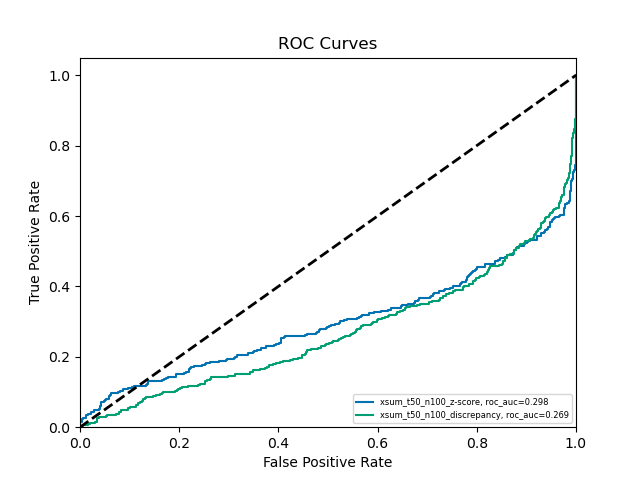 ROC Curves
1.0
0.8
0.6
0.4
0.2
0.0
True Positive Rate
xsum_t50_n100_z-score, roc_auc=0.298
xsum_t50_n100_discrepancy, roc_auc=0.269
0.0 0.2 0.4 0.6 0.8 1.0
False Positive Rate